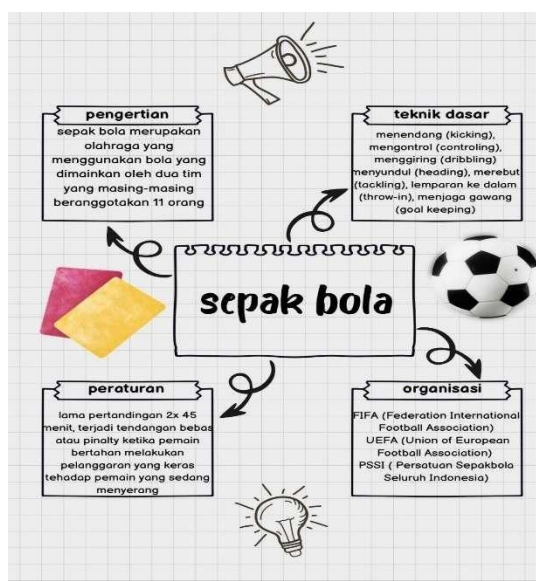 pengertian
sepak bola merupakan
olahraga yang
menggunakan bola yang
dimainkan oleh dua tim
yang masing-masing
beranggotakan 11 orang
teknik dasar
menendang (kicking),
mengontrol (controling),
menggiring (dribbling)
menyundul (heading), merebut
(tackling), lemparan ke dalam
(throw-in), menjaga gawang
(goal keeping)
sepak bola
peraturan
lama pertandingan 2x 45
menit, terjadi tendangan bebas
atau pinalty ketika pemain
bertahan melakukan
pelanggaran yang keras
tehadap pemain yang sedang
menyerang
organisasi
FIFA (Federation International
Football Association)
UEFA (Union of European
Football Association)
PSSI ( Persatuan Sepakbola
Seluruh Indonesia)